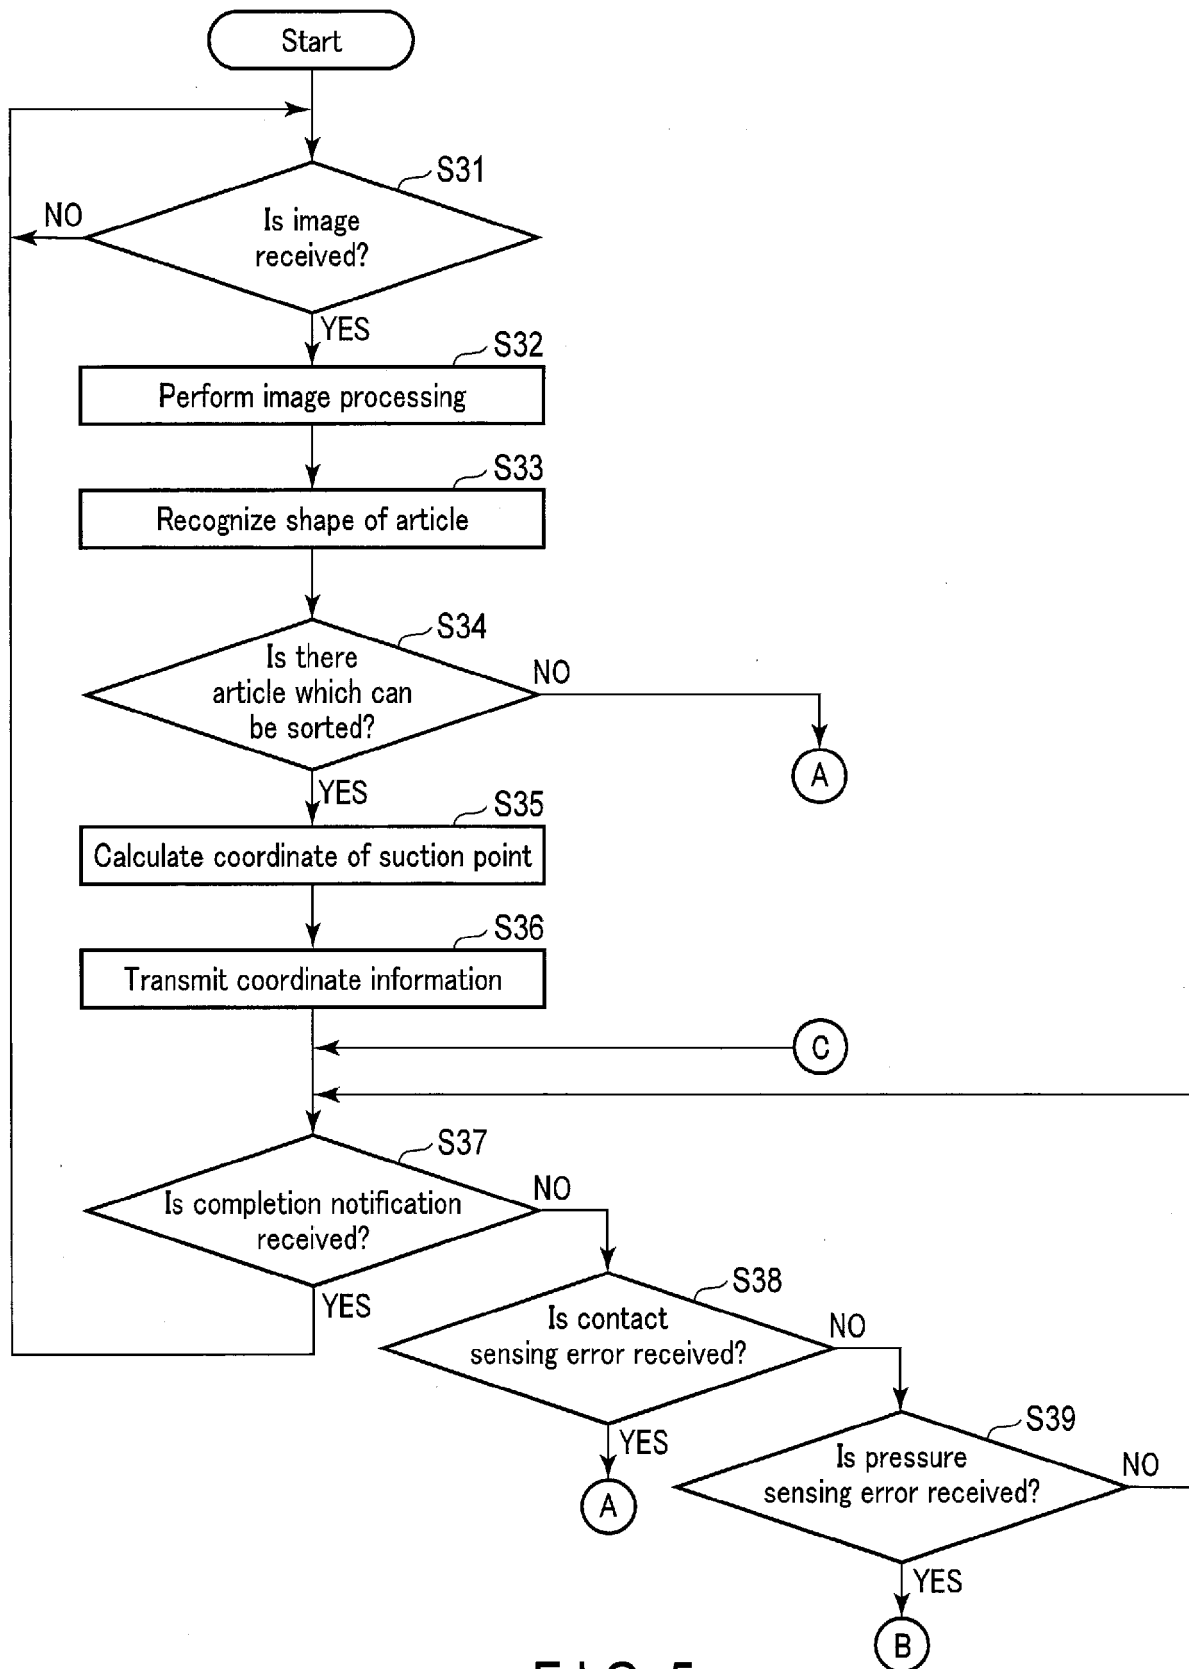 Start
S31
NO
Is image
received?
YES
S32
Perform image processing
S33
Recognize shape of article
S34
Is there
article which can
be sorted?
NO
A
YES
S35
Calculate coordinate of suction point
S36
Transmit coordinate information
C
S37
Is completion notification
received?
NO
YES
S38
Is contact
sensing error received?
NO
YES
A
S39
Is pressure
sensing error received?
NO
YES
B